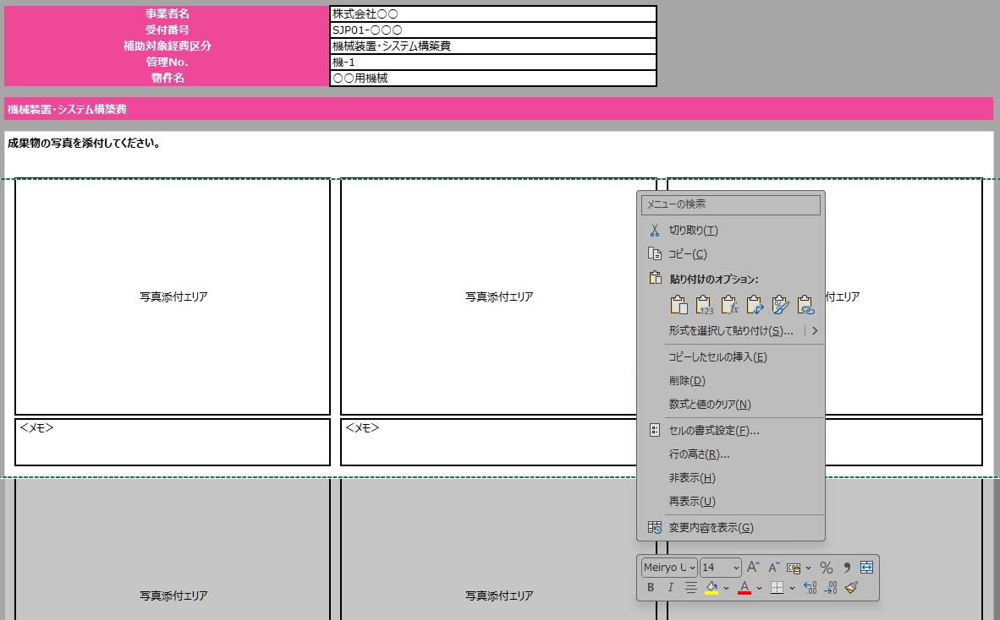 事業者名 株式会社〇〇
受付番号 SJP01-〇〇〇
補助対象経費区分 機械装置・システム構築費
管理No. 機-1
物件名 〇〇用機械
機械装置・システム構築費
成果物の写真を添付してください。
写真添付エリア 写真添付エリア 付エリア
<メモ> <メモ>
メニューの検索
切り取り(T)
コピー(C)
貼り付けのオプション:
123 fx
形式を選択して貼り付け(S)...
コピーしたセルの挿入(E)
削除(D)
数式と値のクリア(N)
セルの書式設定(F)...
行の高さ(R)...
非表示(H)
再表示(U)
変更内容を表示(G)
Meiryo U 14 A A % 9
B I A
写真添付エリア 写真添付エリア